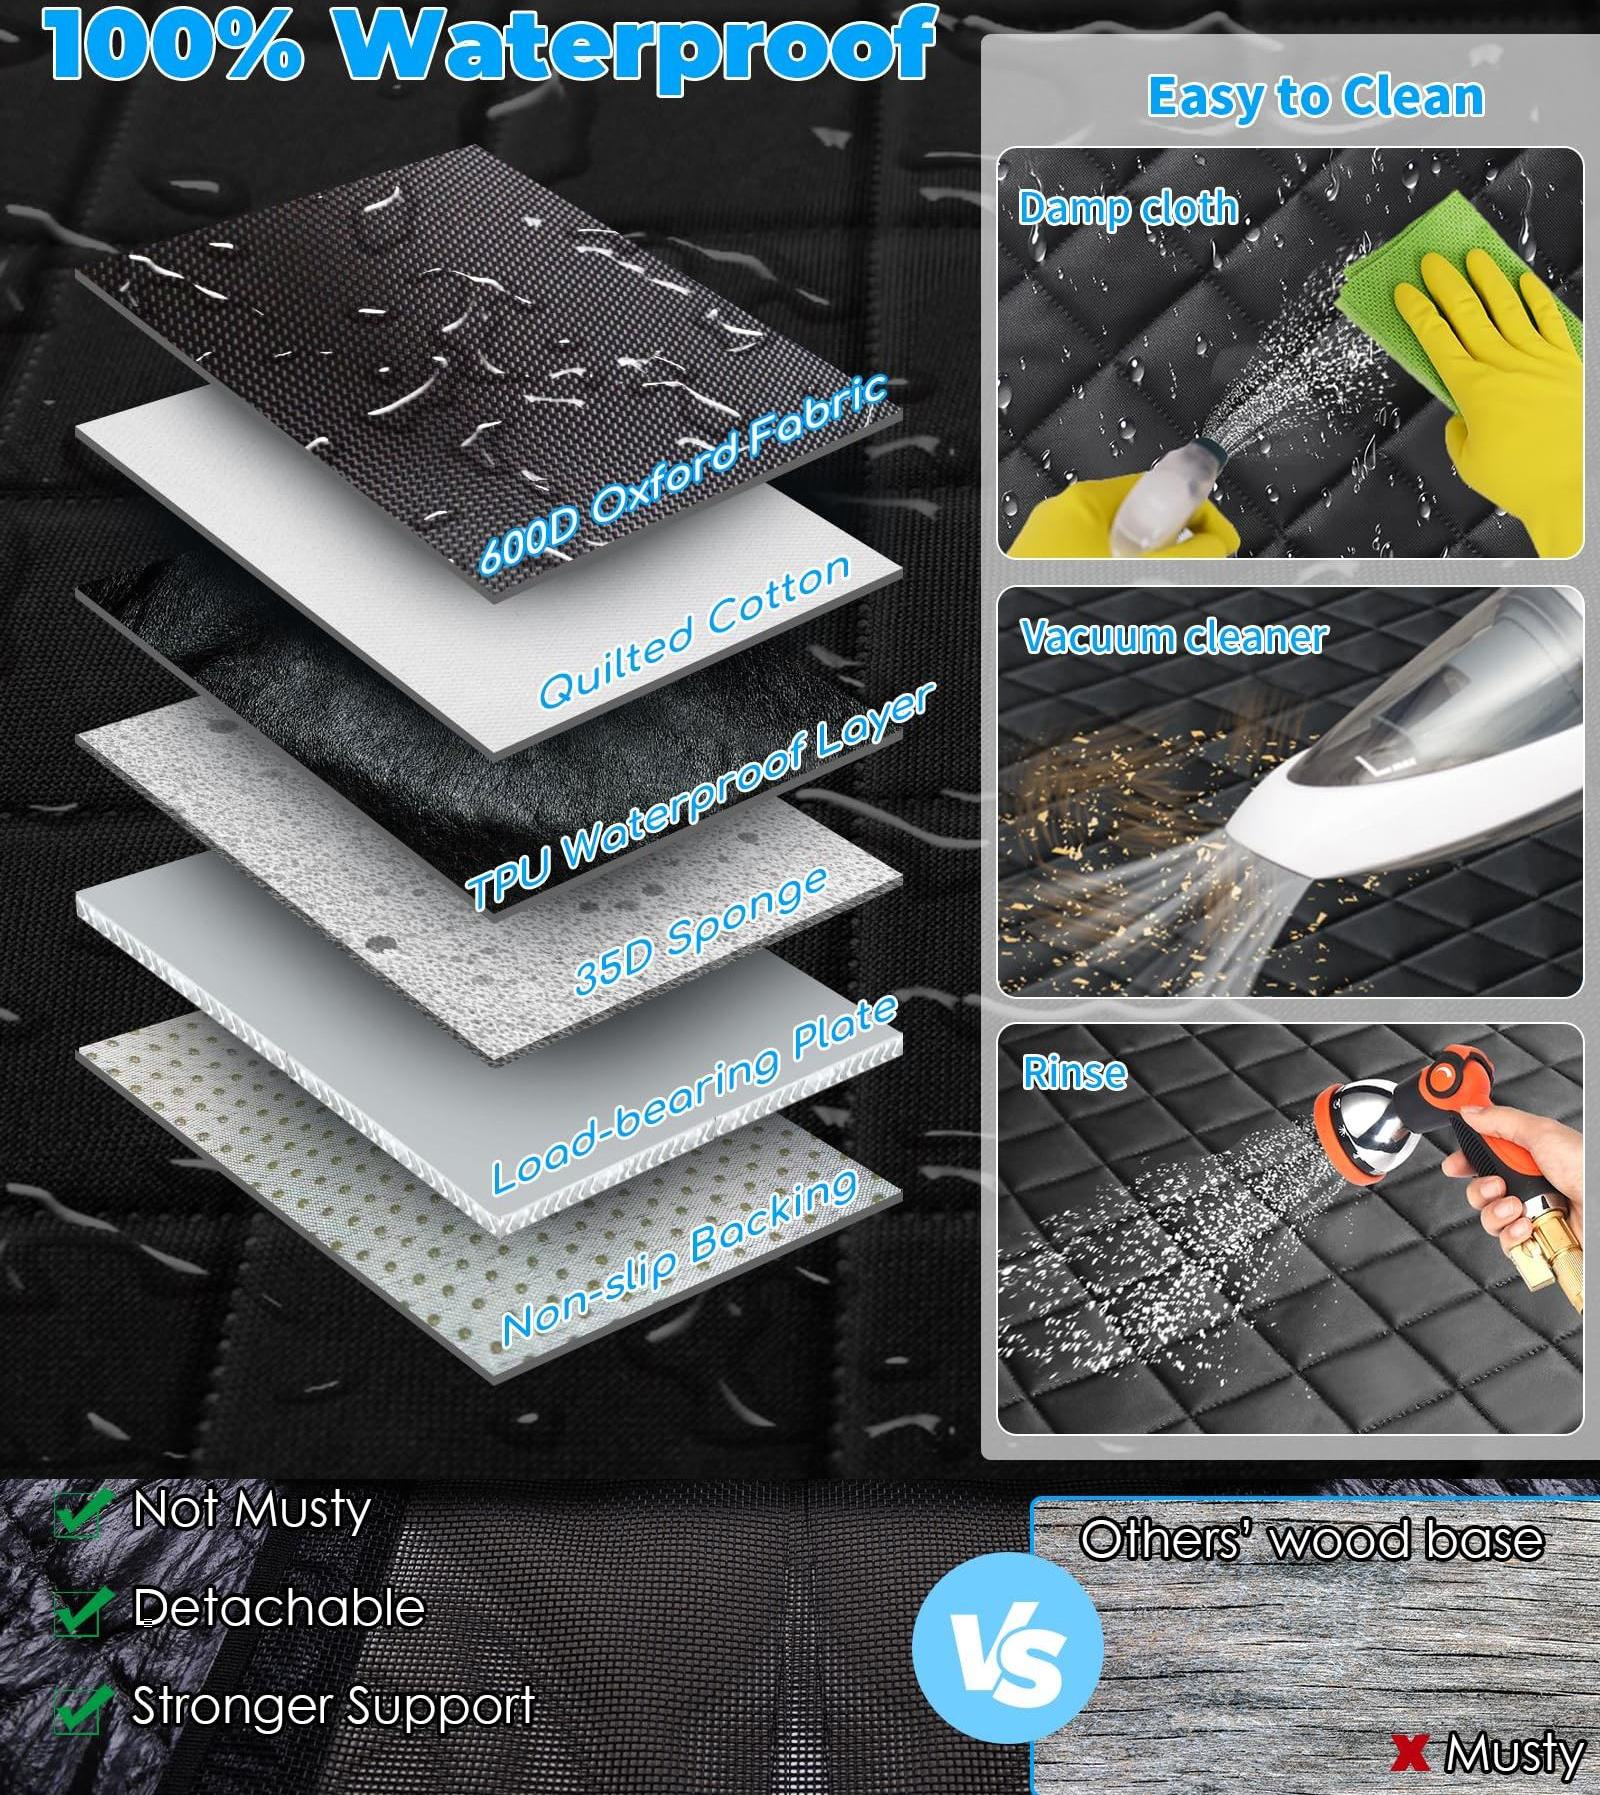 100% Waterproof
Easy to Clean
Damp cloth
600D Oxford Fabric
Quilted Cotton
Vacuum cleaner
TPU Waterproof Layer
35D Sponge
Load-bearing Plate
Rinse
Non-slip Backing
Not Musty
Detachable
Stronger Support
VS
Others' wood base
X Musty